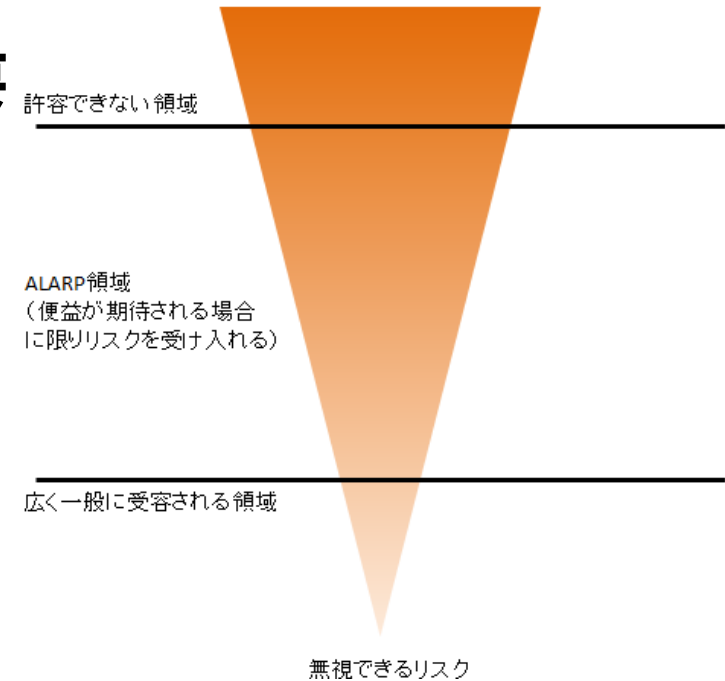 許容できない領域
ALARP領域
（便益が期待される場合
に限りリスクを受け入れる）
広く一般に受容される領域
無視できるリスク